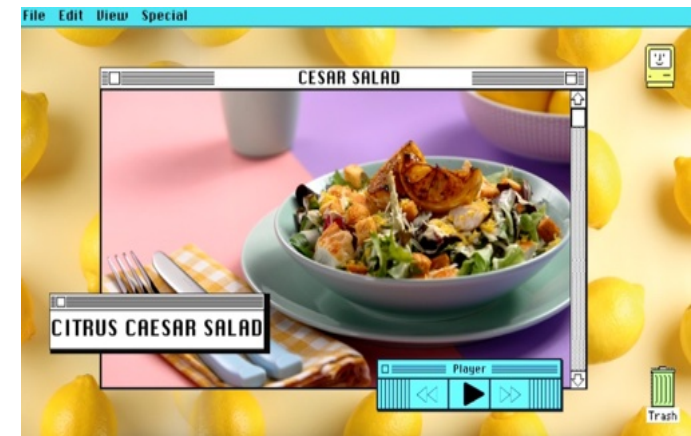 File Edit View Special
CESAR SALAD
CITRUS CAESAR SALAD
Player
Trash